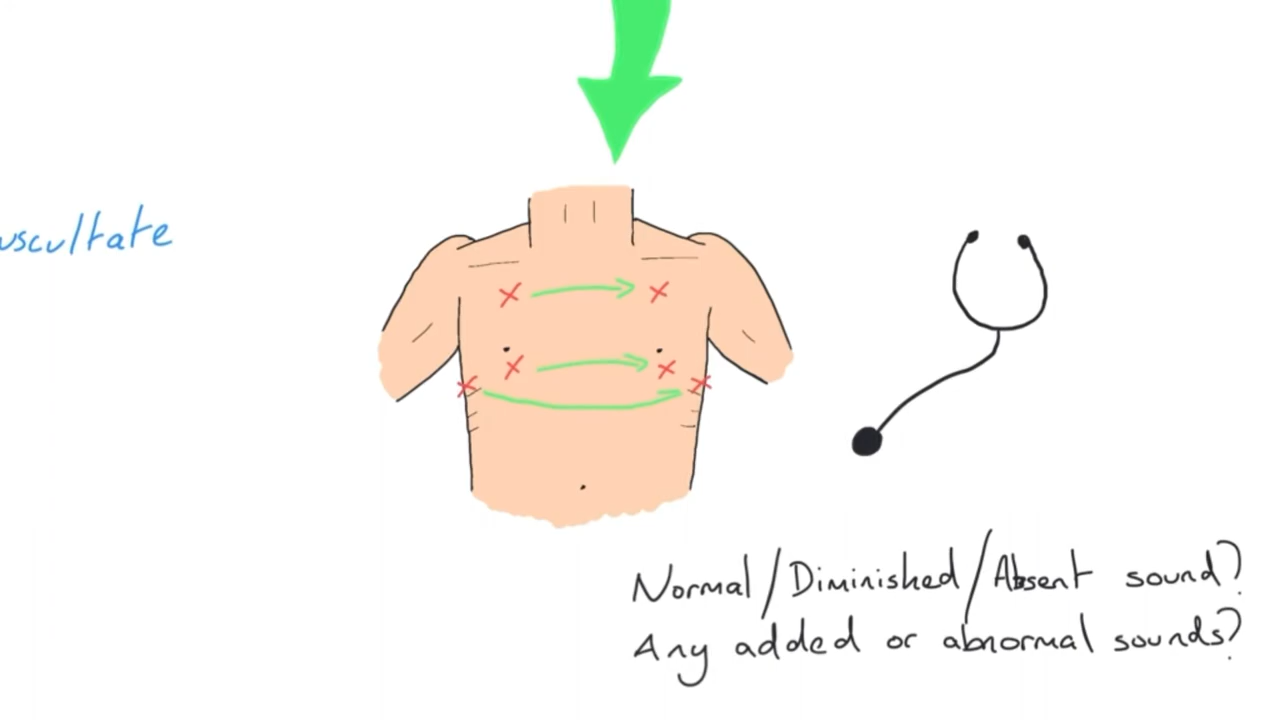 uscultate
Normal/Diminished/Absent sound?
Any added or abnormal sounds?